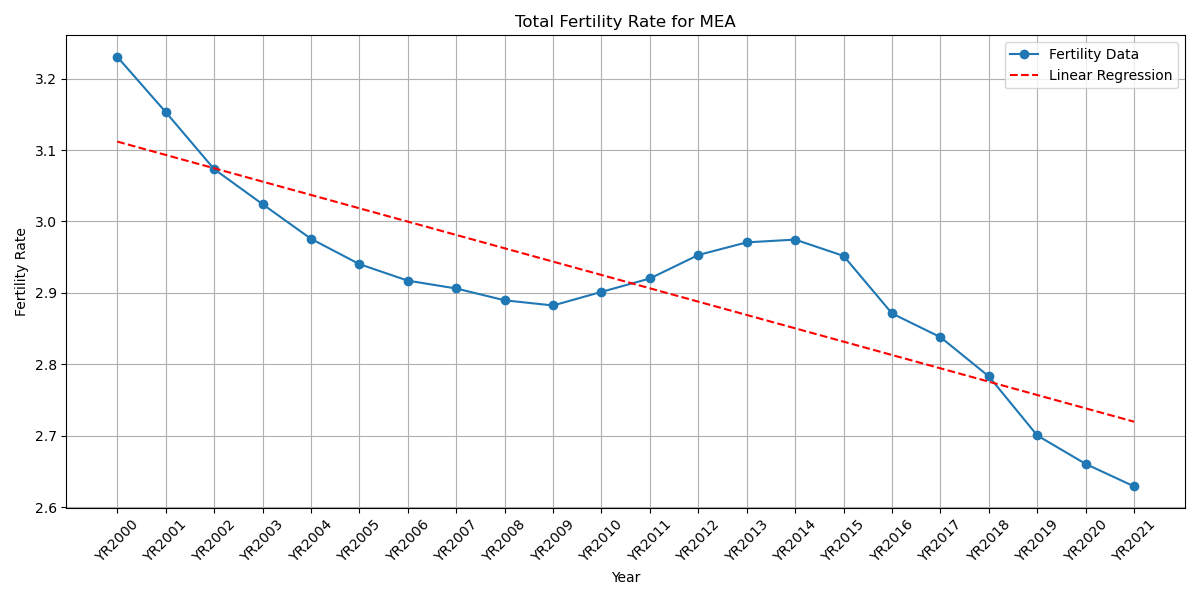 Total Fertility Rate for MEA
Fertility Data
Linear Regression
Fertility Rate
3.2
3.1
3.0
2.9
2.8
2.7
2.6
YR2000
YR2001
YR2002
YR2003
YR2004
YR2005
YR2006
YR2007
YR2008
YR2009
YR2010
YR2011
YR2012
YR2013
YR2014
YR2015
YR2016
YR2017
YR2018
YR2019
YR2020
YR2021
Year